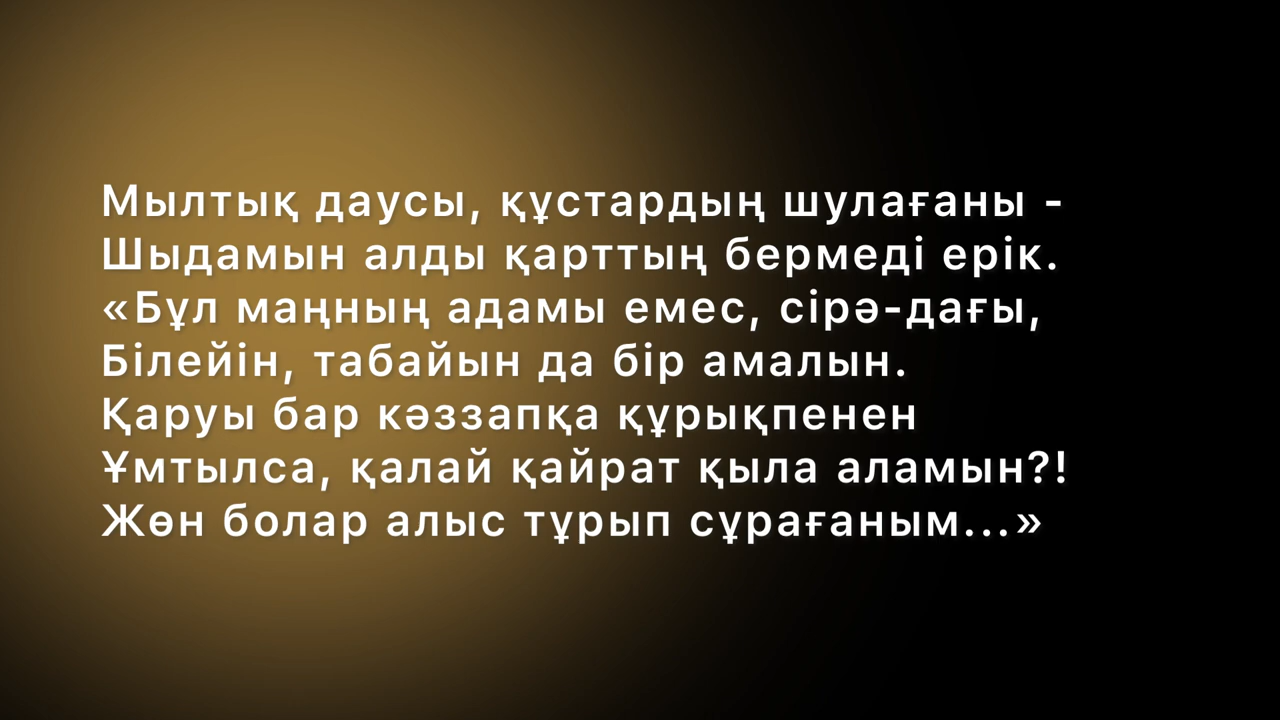 Мылтық даусы, құстардың шулағаны -
Шыдамын алды қарттың бермеді ерік.
«Бұл маңның адамы емес, сірә-дағы,
Білейін, табайын да бір амалын.
Қаруы бар кәззапқа құрықпенен
Ұмтылса, қалай қайрат қыла аламын?!
Жөн болар алыс тұрып сұрағаным...»